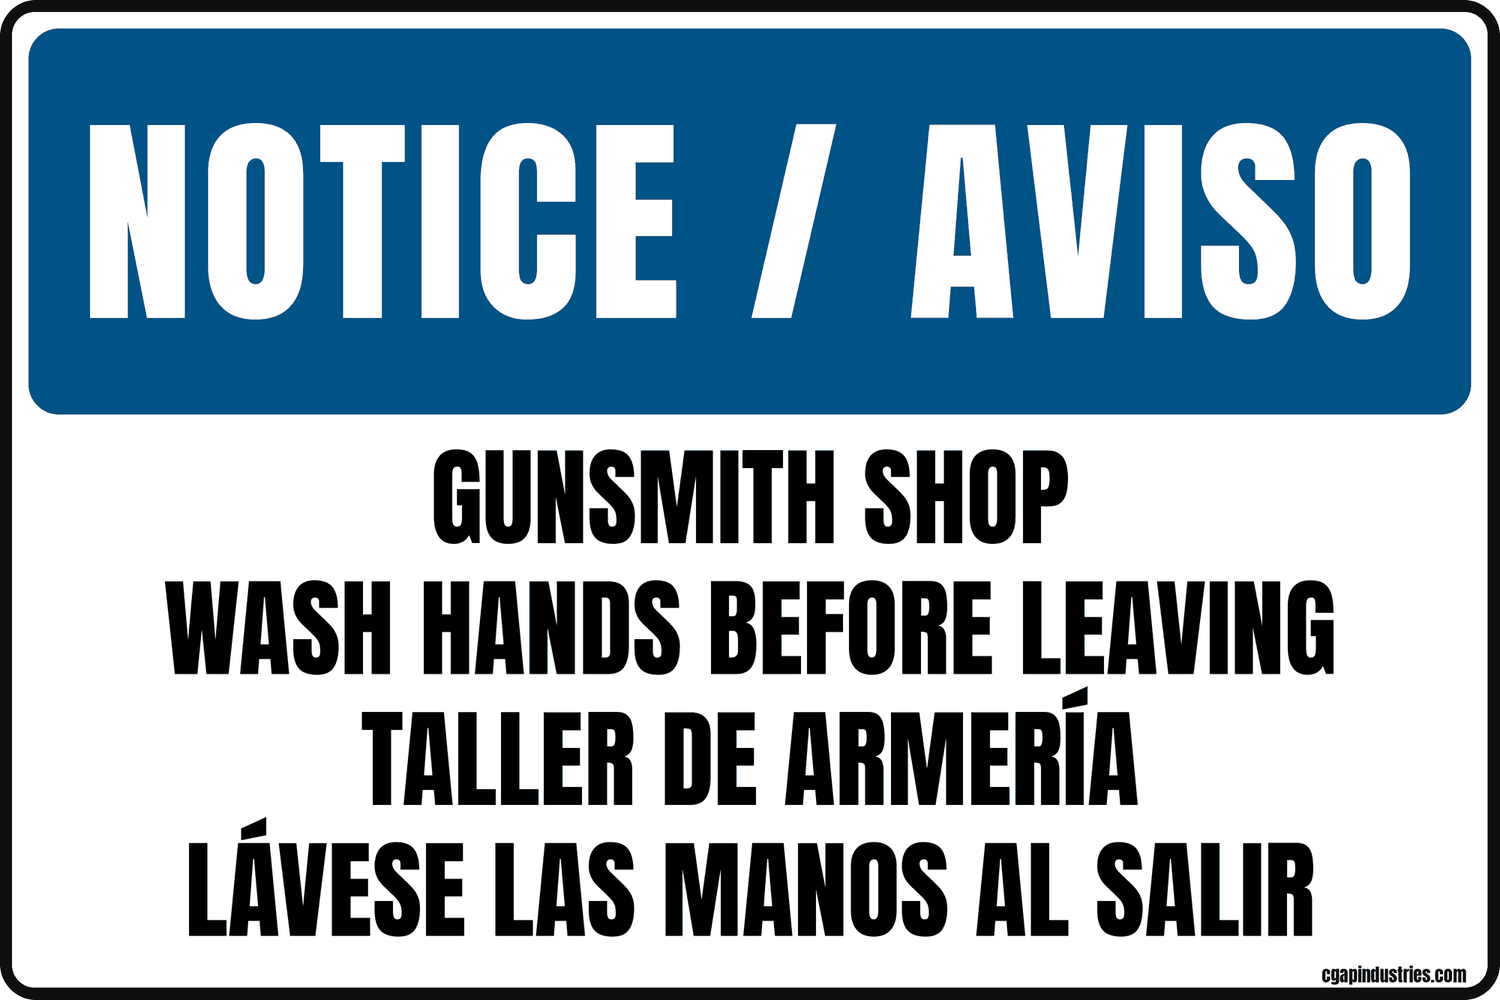 NOTICE / AVISO
GUNSMITH SHOP
WASH HANDS BEFORE LEAVING
TALLER DE ARMERÍA
LÁVESE LAS MANOS AL SALIR
cgapindustries.com